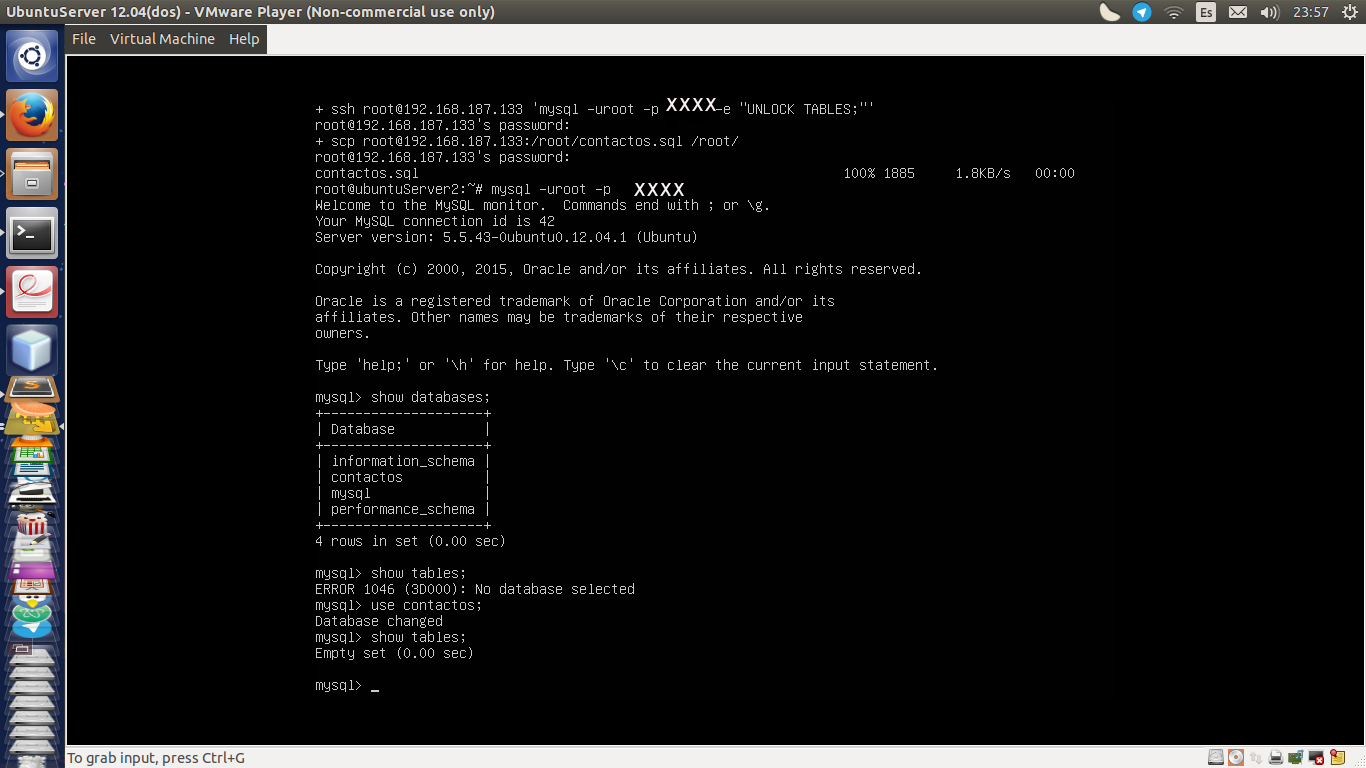 UbuntuServer 12.04(dos) - VMware Player (Non-commercial use only)
Es
23:57
File Virtual Machine Help
+ ssh root@192.168.187.133 'mysql -uroot -p XXXX-e "UNLOCK TABLES;"'
root@192.168.187.133's password:
+ scp root@192.168.187.133:/root/contactos.sql /root/
root@192.168.187.133's password:
contactos.sql 100% 1885 1.8KB/s 00:00
root@ubuntuServer2:~# mysql -uroot -p XXXX
Welcome to the MySQL monitor.  Commands end with ; or \g.
Your MySQL connection id is 42
Server version: 5.5.43-0ubuntu0.12.04.1 (Ubuntu)
Copyright (c) 2000, 2015, Oracle and/or its affiliates. All rights reserved.
Oracle is a registered trademark of Oracle Corporation and/or its
affiliates. Other names may be trademarks of their respective
owners.
Type 'help;' or '\h' for help. Type '\c' to clear the current input statement.
mysql> show databases;
+--------------------+
| Database           |
+--------------------+
| information_schema |
| contactos          |
| mysql              |
| performance_schema |
+--------------------+
4 rows in set (0.00 sec)
mysql> show tables;
ERROR 1046 (3D000): No database selected
mysql> use contactos;
Database changed
mysql> show tables;
Empty set (0.00 sec)
mysql> _
To grab input, press Ctrl+G